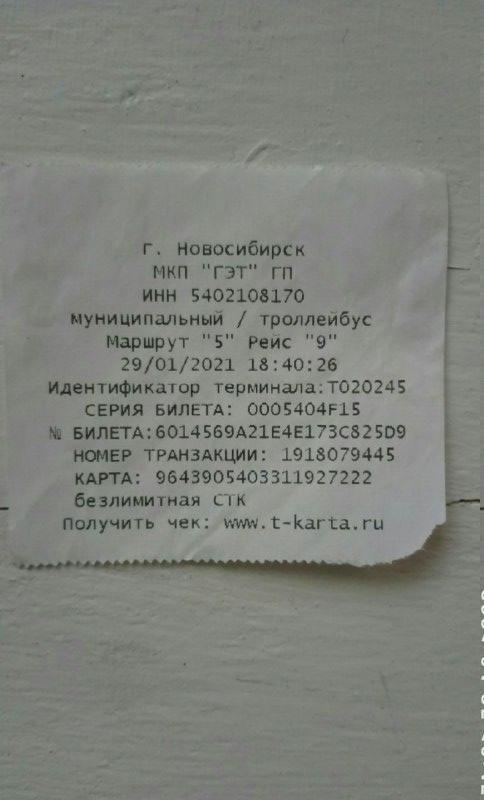 г. Новосибирск
МКП "ГЭТ" ГП
ИНН 5402108170
муниципальный / троллейбус
Маршрут "5" Рейс "9"
29/01/2021 18:40:26
Идентификатор терминала:T020245
СЕРИЯ БИЛЕТА: 0005404F15
№ БИЛЕТА:6014569A21E4E173C825D9
НОМЕР ТРАНЗАКЦИИ: 1918079445
КАРТА: 96439054033119​27222
безлимитная СТК
Получить чек: www.t-karta.ru